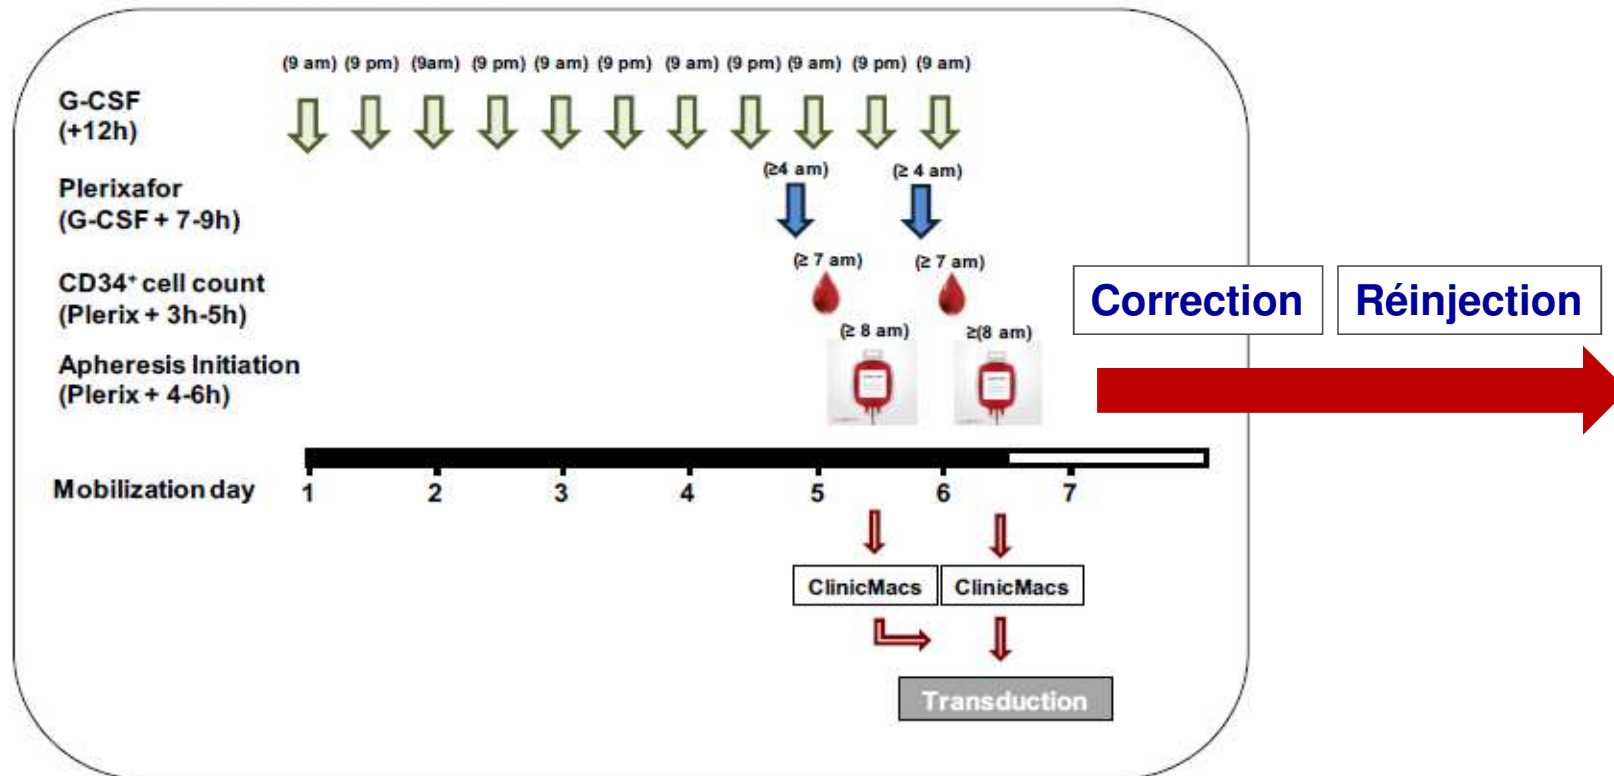 (9 am) (9 pm) (9am) (9 pm) (9 am) (9 pm) (9 am) (9 pm) (9 am) (9 pm) (9 am)
G-CSF
(+12h)
(≥4 am) (≥ 4 am)
Plerixafor
(G-CSF + 7-9h)
(≥ 7 am) (≥ 7 am)
CD34⁺ cell count
(Plerix + 3h-5h)
Correction Réinjection
(≥ 8 am) ≥(8 am)
Apheresis Initiation
(Plerix + 4-6h)
Mobilization day 1 2 3 4 5 6 7
ClinicMacs ClinicMacs
Transduction